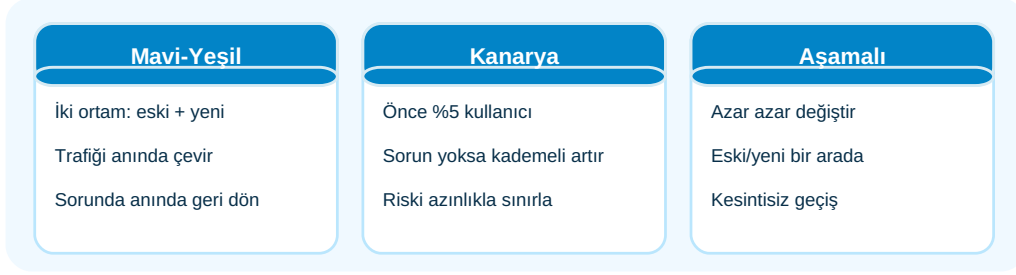 Mavi-Yeşil
İki ortam: eski + yeni
Trafiği anında çevir
Sorunda anında geri dön
Kanarya
Önce %5 kullanıcı
Sorun yoksa kademeli artır
Riski azınlıkla sınırla
Aşamalı
Azar azar değiştir
Eski/yeni bir arada
Kesintisiz geçiş